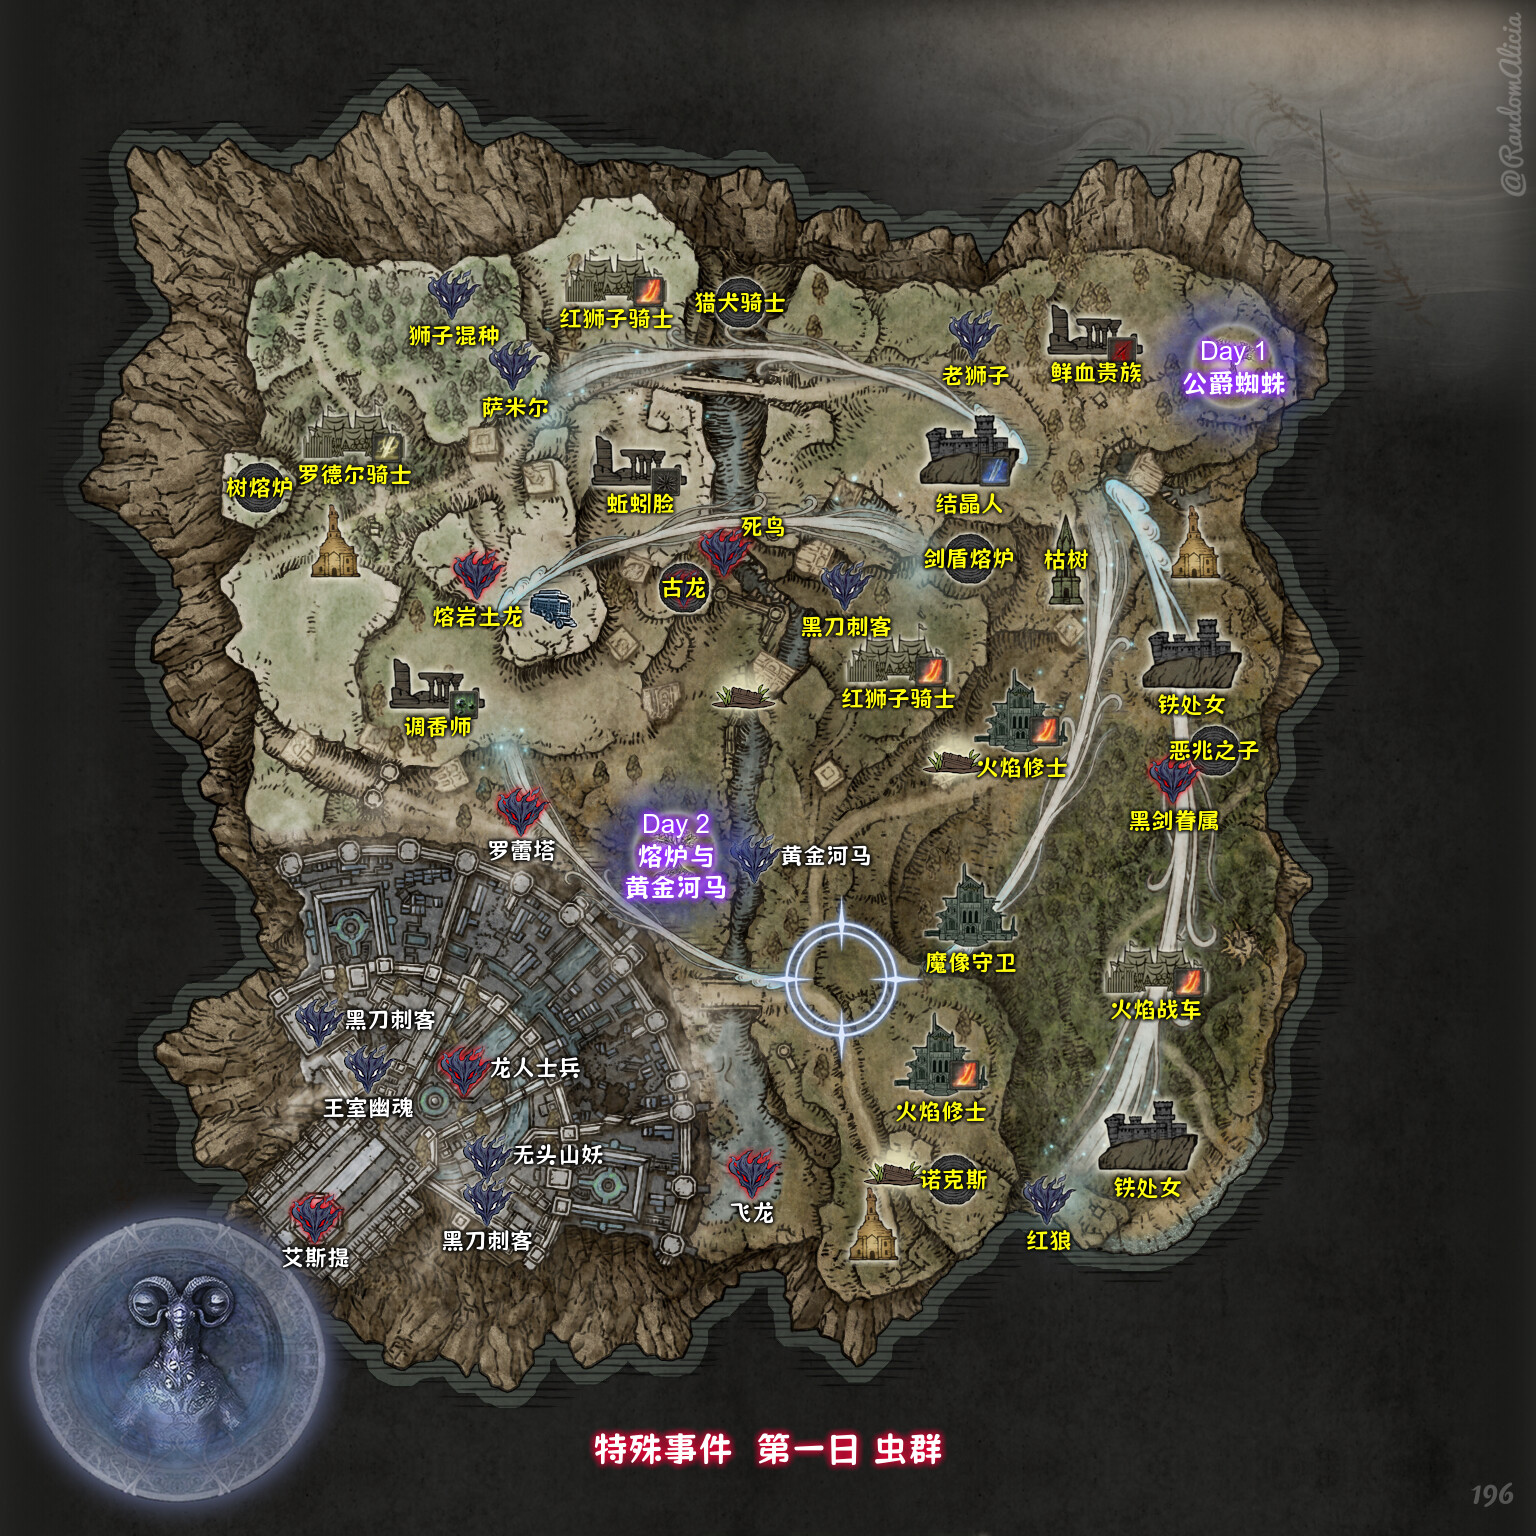 @RandomAlicia
狮子混种
红狮子骑士
猎犬骑士
老狮子
鲜血贵族
Day 1
公爵蜘蛛
萨米尔
树熔炉
罗德尔骑士
蚯蚓脸
结晶人
死鸟
剑盾熔炉
枯树
古龙
熔岩土龙
黑刀刺客
红狮子骑士
铁处女
调香师
恶兆之子
火焰修士
黑剑眷属
Day 2
熔炉与
黄金河马
黄金河马
罗蕾塔
魔像守卫
火焰战车
黑刀刺客
龙人士兵
王室幽魂
火焰修士
无头山妖
诺克斯
铁处女
飞龙
黑刀刺客
红狼
艾斯提
特殊事件 第一日 虫群
196